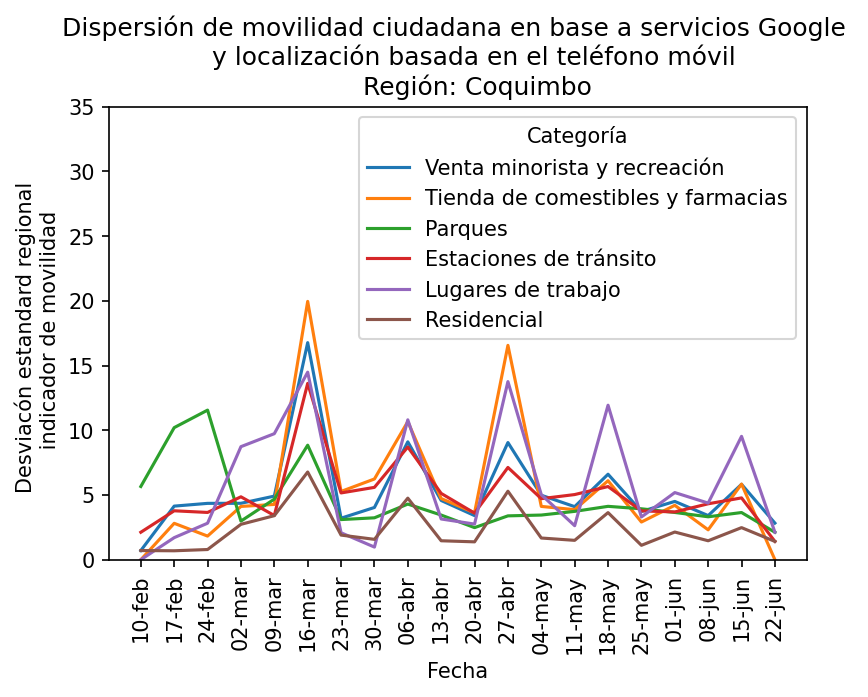 Dispersión de movilidad ciudadana en base a servicios Google
y localización basada en el teléfono móvil
Región: Coquimbo
35
30
25
20
15
10
5
0
Desviacón estandard regional
indicador de movilidad
Categoría
Venta minorista y recreación
Tienda de comestibles y farmacias
Parques
Estaciones de tránsito
Lugares de trabajo
Residencial
10-feb
17-feb
24-feb
02-mar
09-mar
16-mar
23-mar
30-mar
06-abr
13-abr
20-abr
27-abr
04-may
11-may
18-may
25-may
01-jun
08-jun
15-jun
22-jun
Fecha